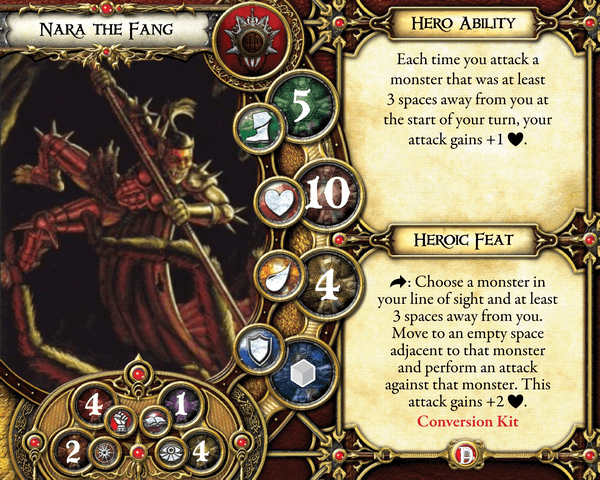 NARA THE FANG
5
10
4
4
1
2
4
HERO ABILITY
Each time you attack a
monster that was at least
3 spaces away from you at
the start of your turn, your
attack gains +1 ♥.
HEROIC FEAT
: Choose a monster in
your line of sight and at least
3 spaces away from you.
Move to an empty space
adjacent to that monster
and perform an attack
against that monster. This
attack gains +2 ♥.
Conversion Kit
D